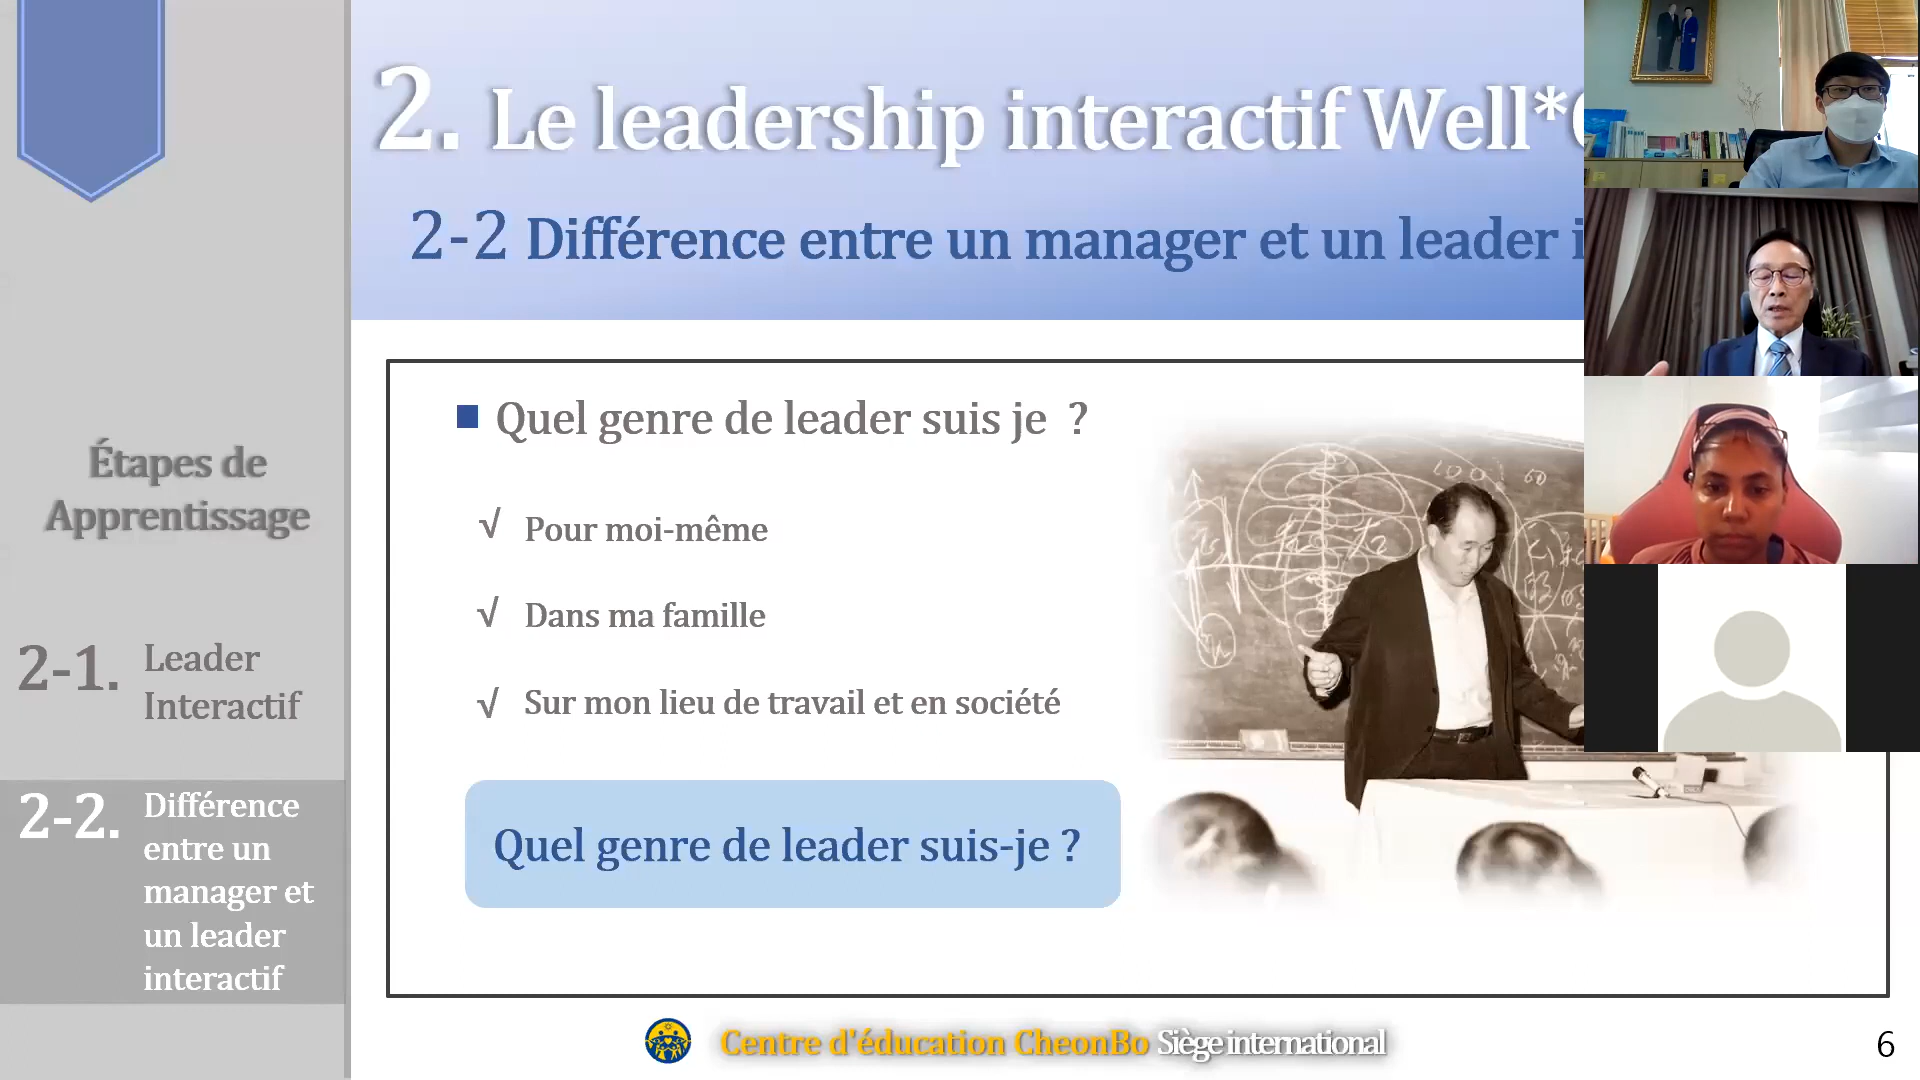 2. Le leadership interactif Well*
2-2 Différence entre un manager et un leader
Étapes de
Apprentissage
2-1. Leader
Interactif
2-2. Différence
entre un
manager et
un leader
interactif
Quel genre de leader suis je ?
√ Pour moi-même
√ Dans ma famille
√ Sur mon lieu de travail et en société
Quel genre de leader suis-je ?
100 60
Centre d'éducation CheonBo Siège international
6